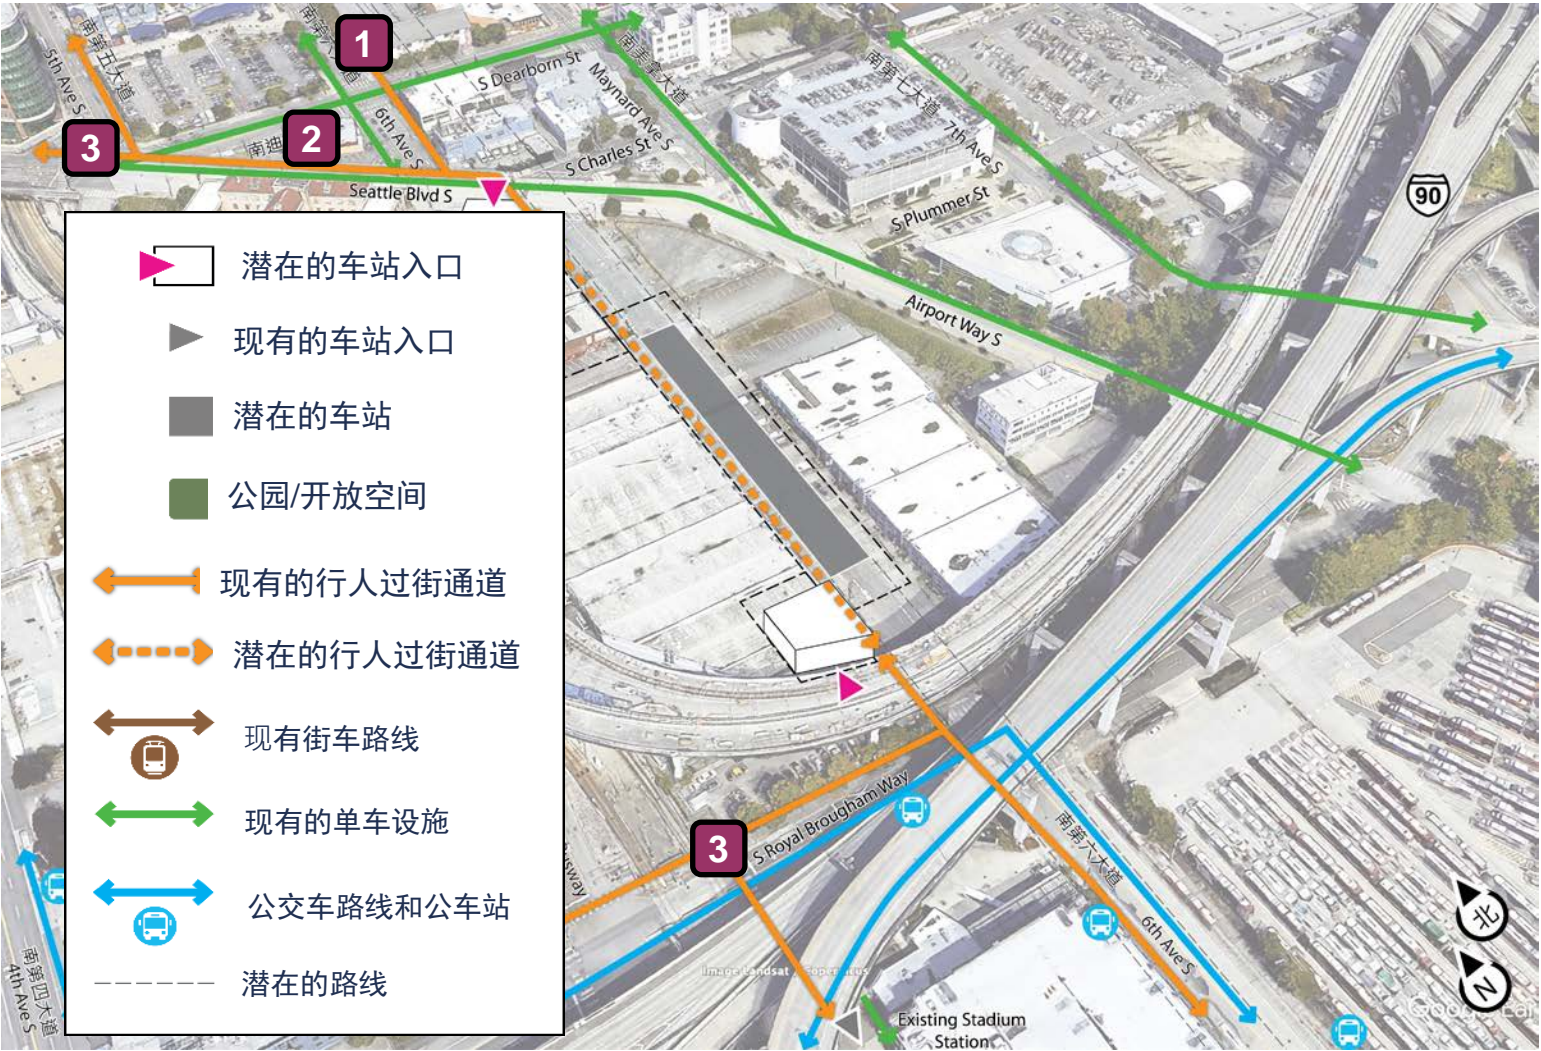 1
2
3
南第五大道
5th Ave S
6th Ave S
S Dearborn St
南美拿大道
Maynard Ave S
S Charles St
Seattle Blvd S
南第七大道
7th Ave S
S Plummer St
Airport Way S
90
潜在的车站入口
现有的车站入口
潜在的车站
公园/开放空间
现有的行人过街通道
潜在的行人过街通道
现有街车路线
现有的单车设施
公交车路线和公车站
潜在的路线
3
S Royal Brougham Way
南第六大道
6th Ave S
南第四大道
4th Ave S
Existing Stadium
Station
北
N